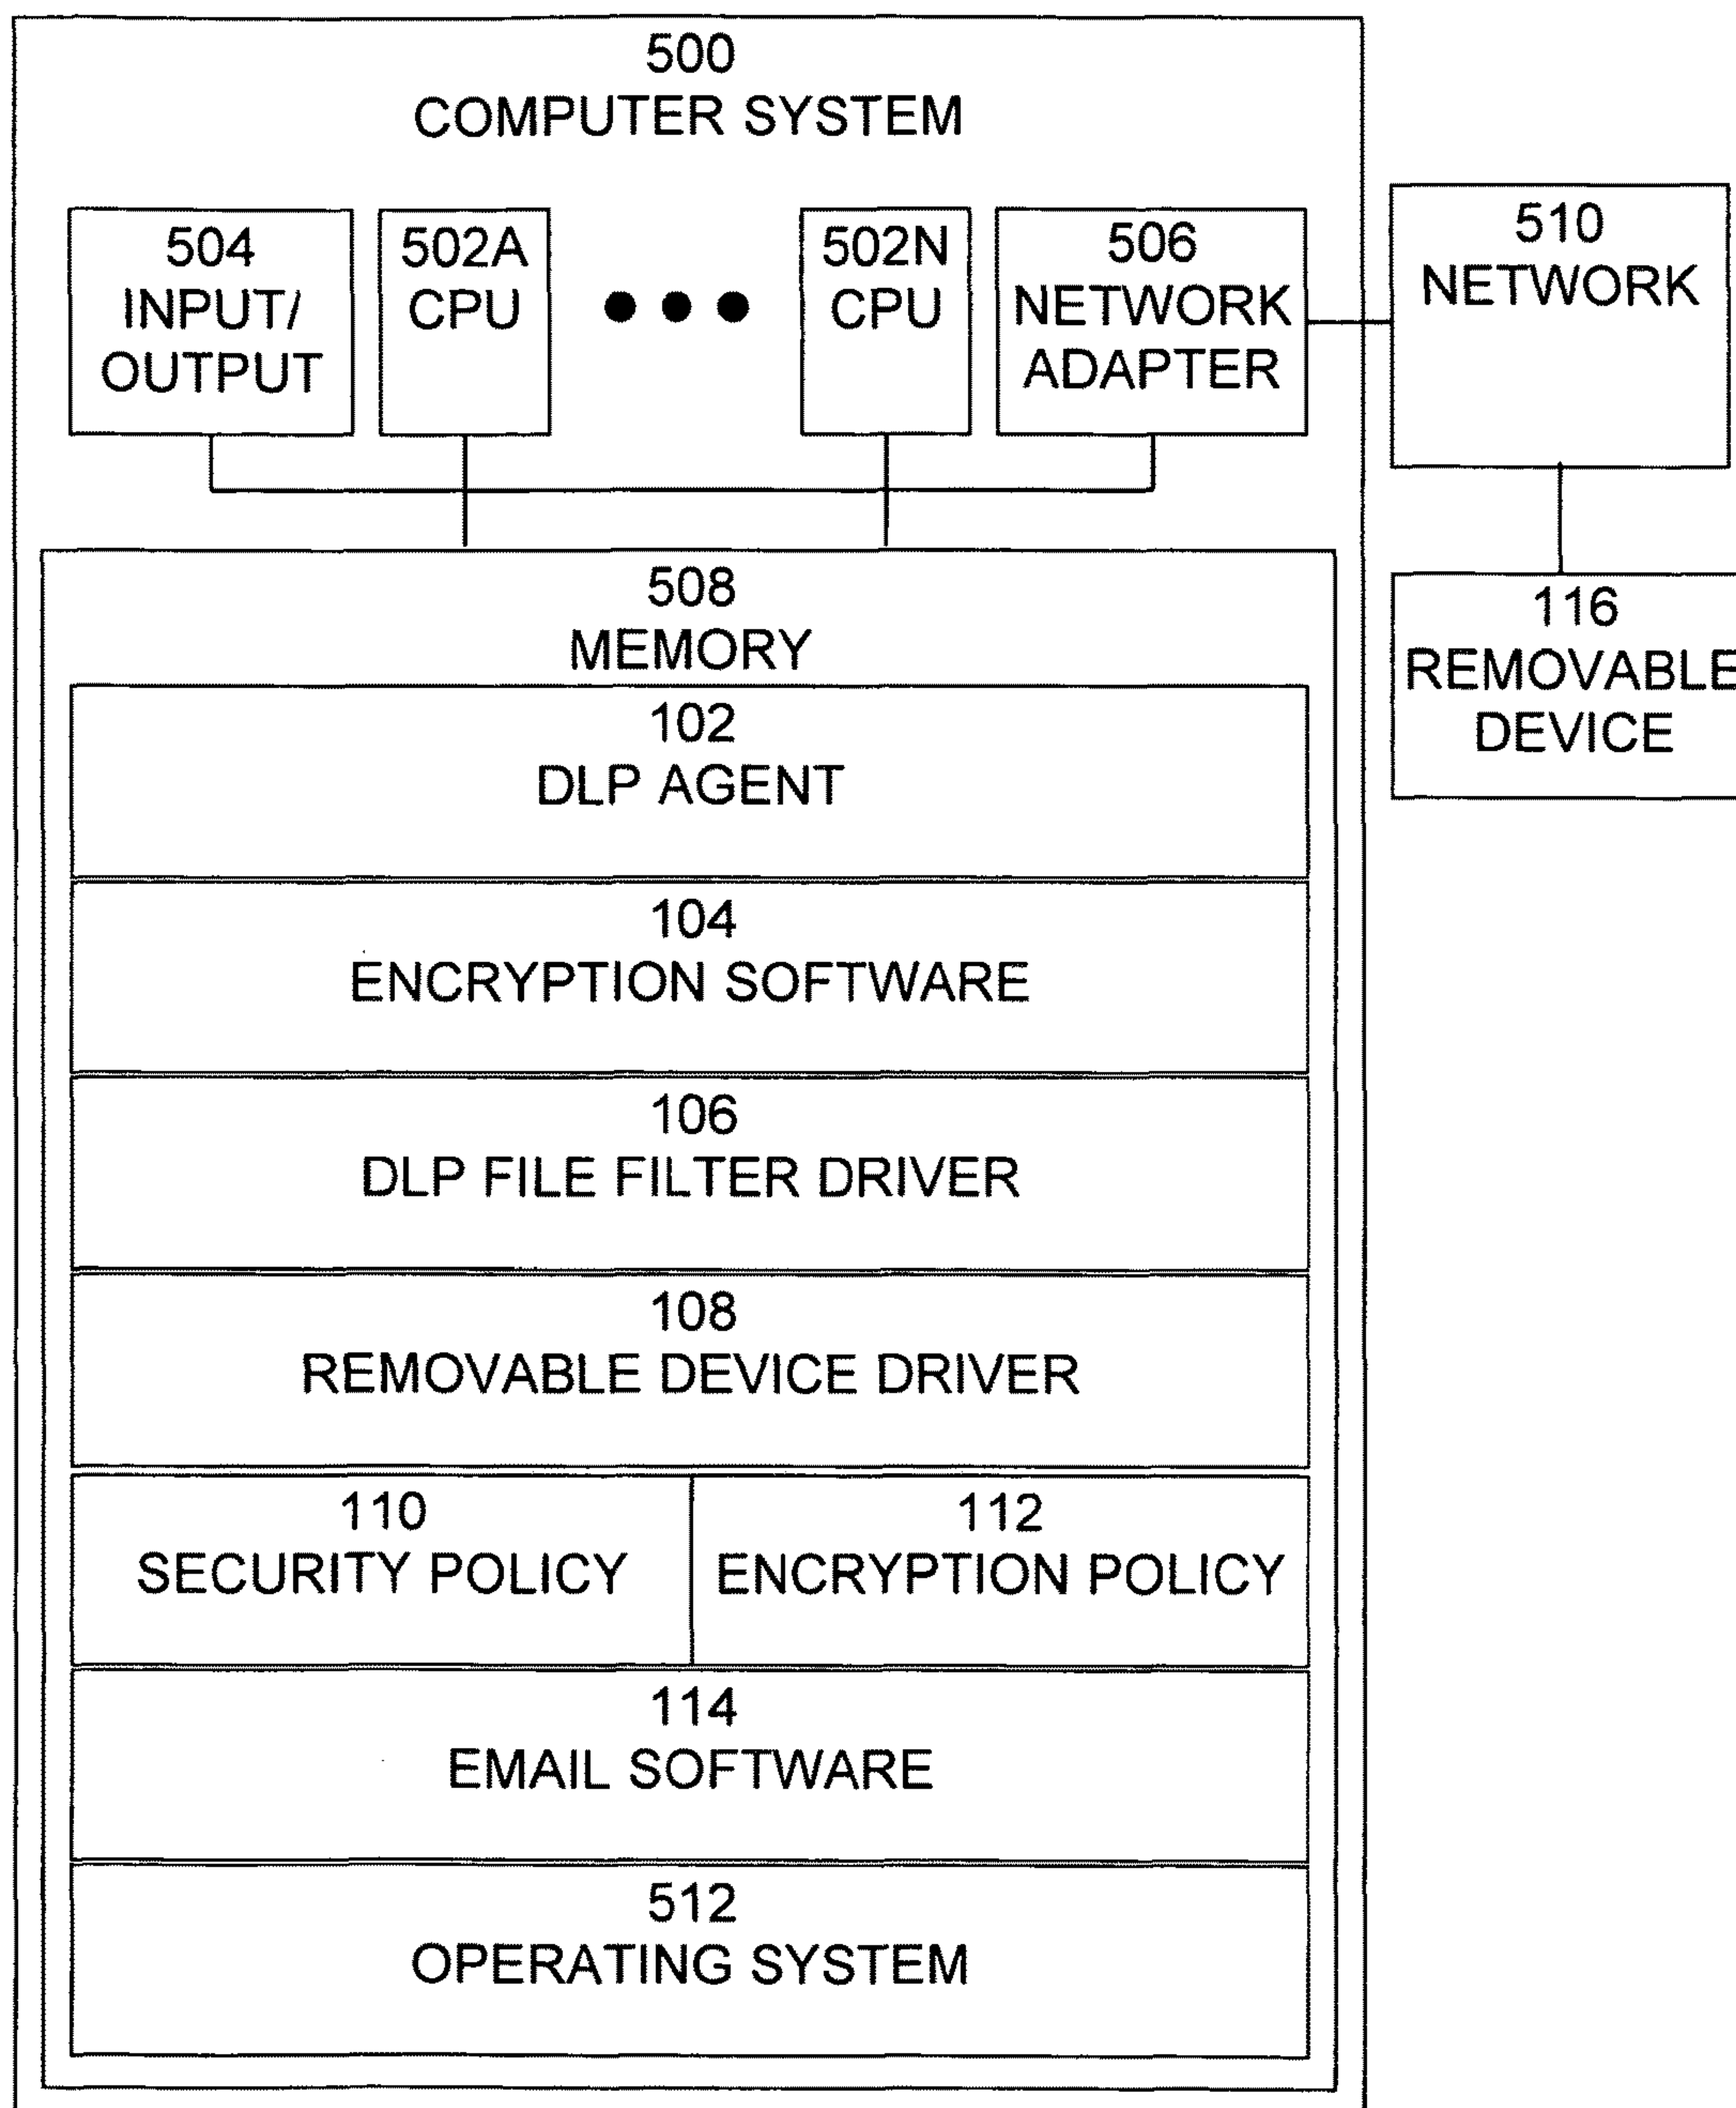 500
COMPUTER SYSTEM
504
INPUT/
OUTPUT
502A
CPU
502N
CPU
506
NETWORK
ADAPTER
510
NETWORK
508
MEMORY
116
REMOVABLE
DEVICE
102
DLP AGENT
104
ENCRYPTION SOFTWARE
106
DLP FILE FILTER DRIVER
108
REMOVABLE DEVICE DRIVER
110
SECURITY POLICY
112
ENCRYPTION POLICY
114
EMAIL SOFTWARE
512
OPERATING SYSTEM